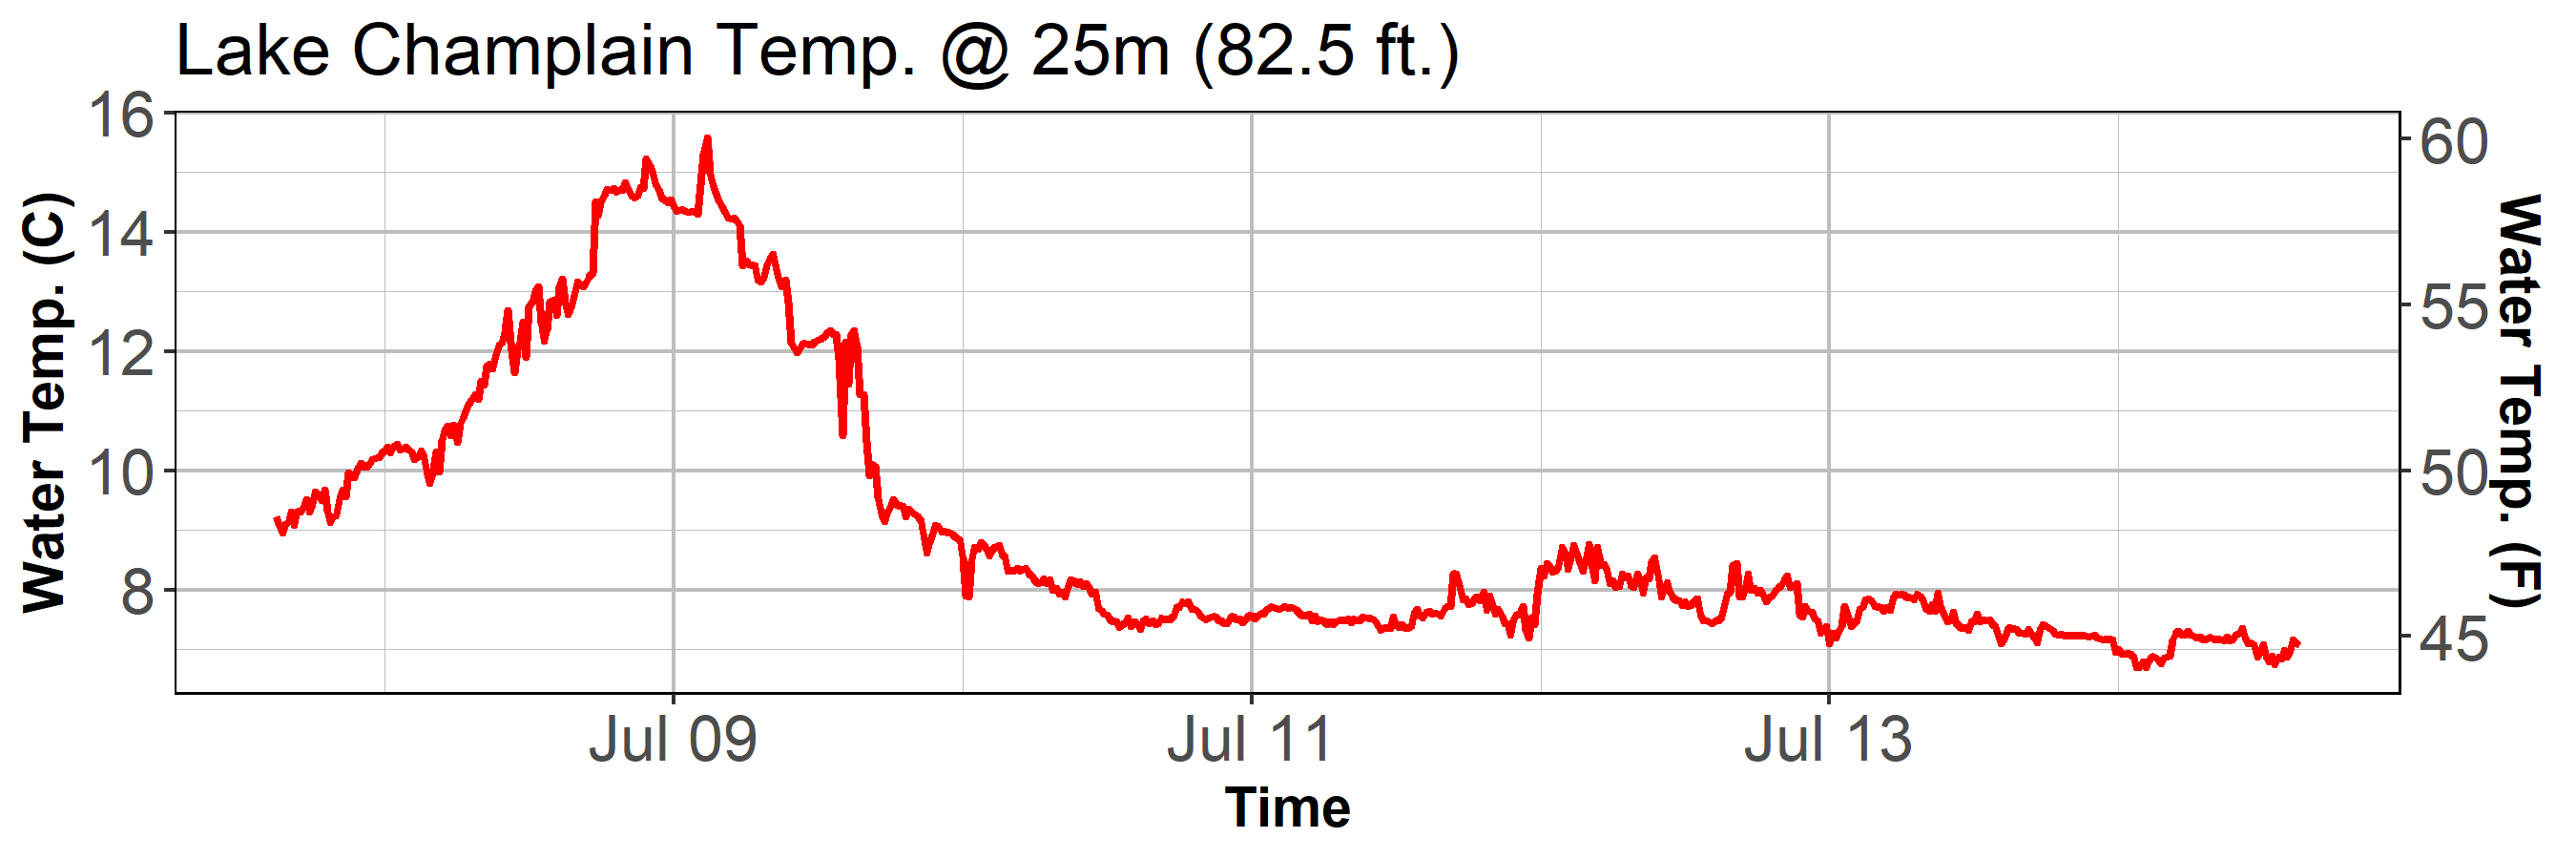 Lake Champlain Temp. @ 25m (82.5 ft.)
Water Temp. (C)
16
14
12
10
8
60
55
50
45
Water Temp. (F)
Jul 09 Jul 11 Jul 13
Time